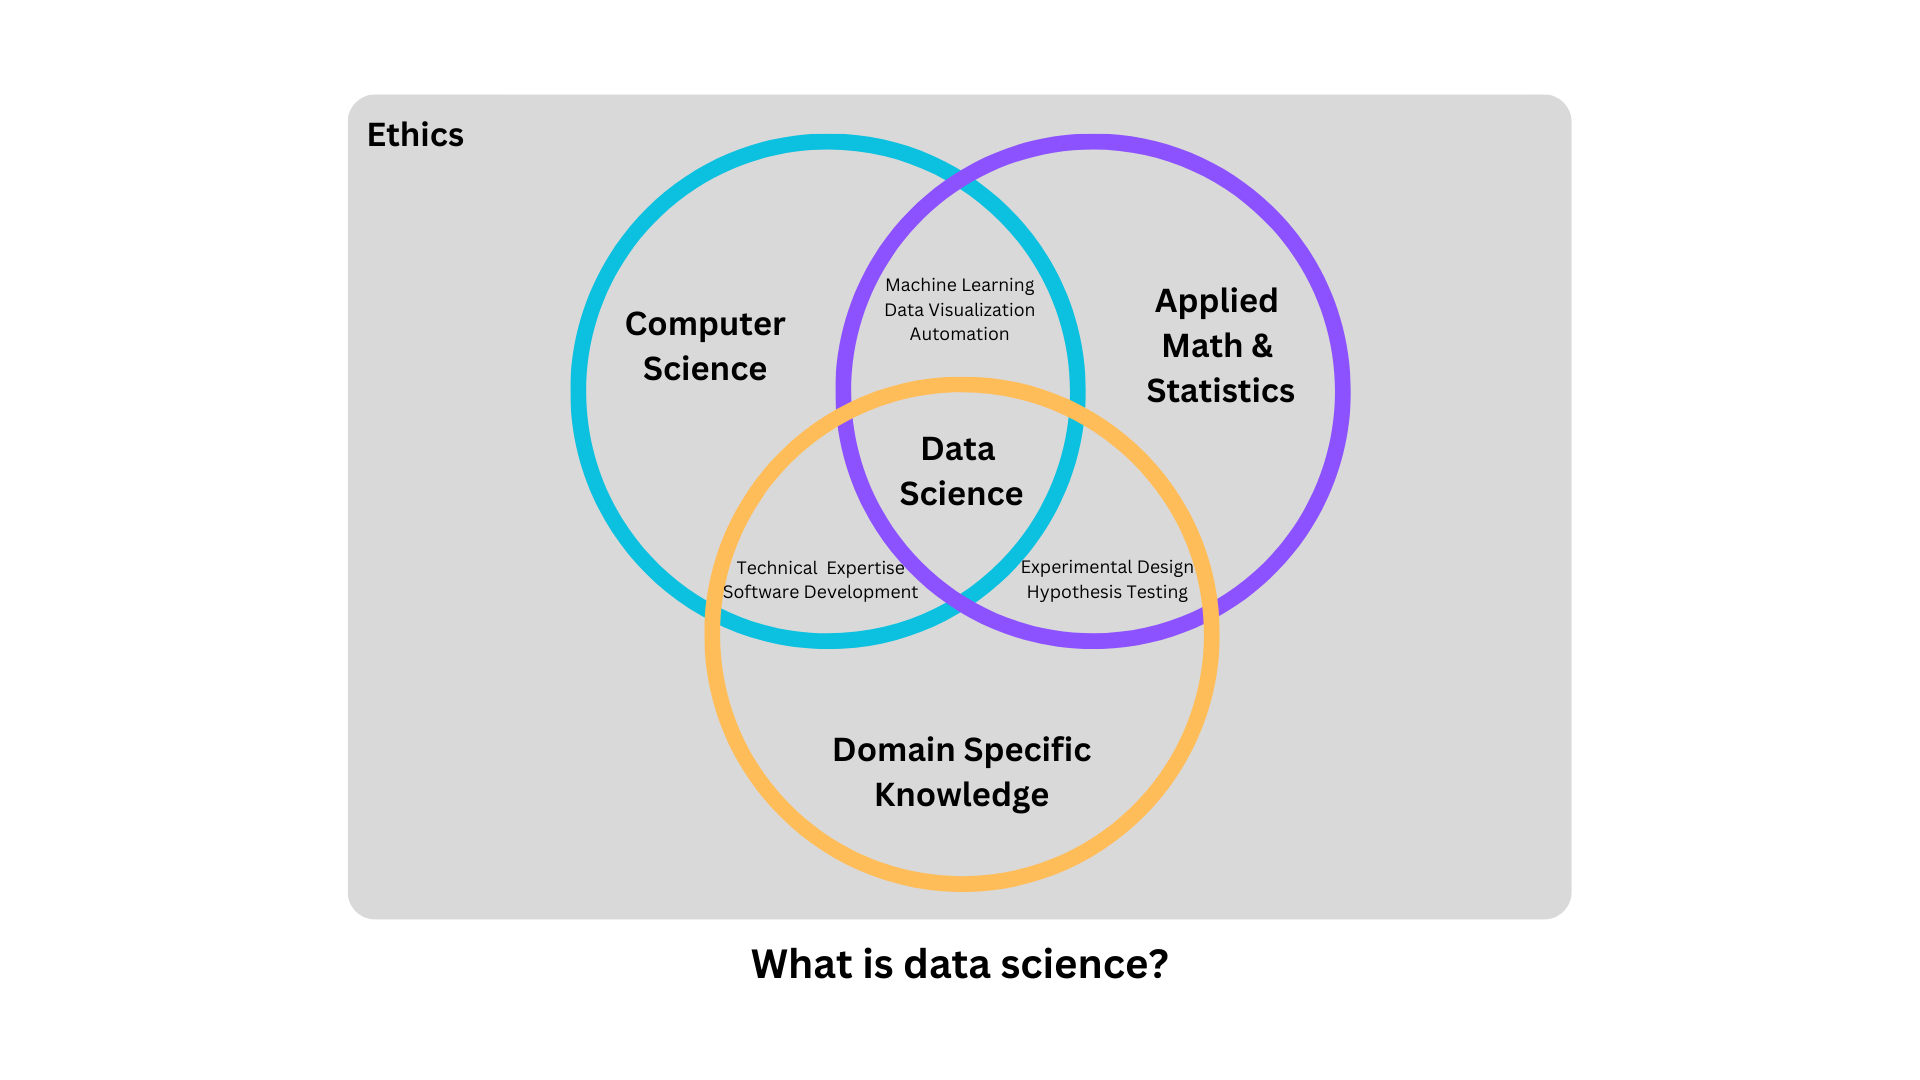 Ethics
Computer
Science
Machine Learning
Data Visualization
Automation
Applied
Math &
Statistics
Data
Science
Technical  Expertise
Software Development
Experimental Design
Hypothesis Testing
Domain Specific
Knowledge
What is data science?